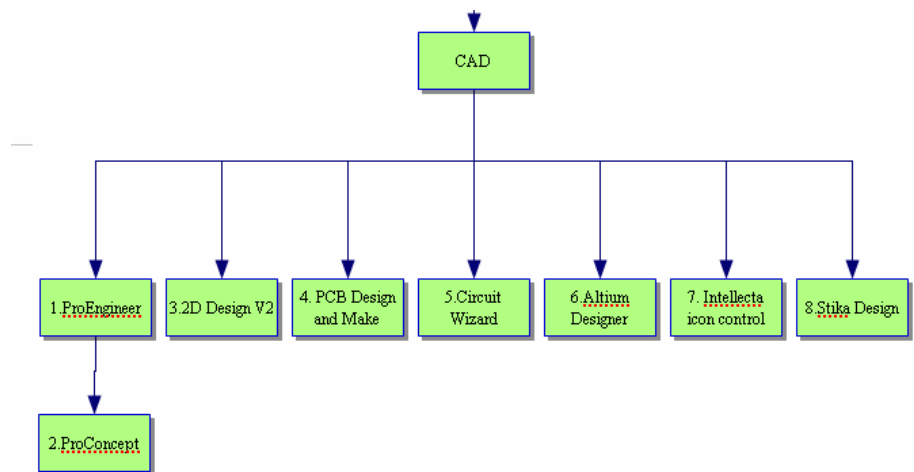 CAD
1.ProEngineer
3.2D Design V2
4. PCB Design
and Make
5.Circuit
Wizard
6.Altium
Designer
7. Intellecta
icon control
8.Stika Design
2.ProConcept